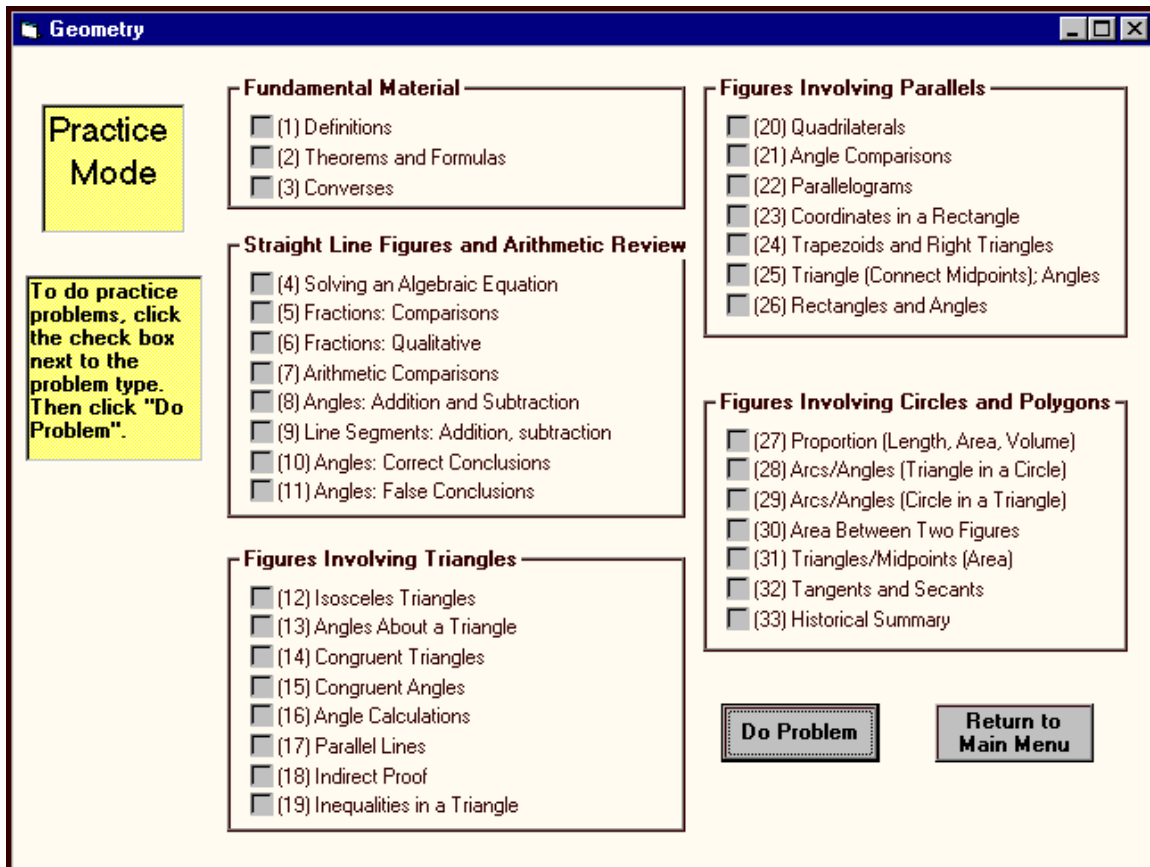 Geometry
Practice
Mode
To do practice
problems, click
the check box
next to the
problem type.
Then click "Do
Problem".
Fundamental Material
(1) Definitions
(2) Theorems and Formulas
(3) Converses
Straight Line Figures and Arithmetic Review
(4) Solving an Algebraic Equation
(5) Fractions: Comparisons
(6) Fractions: Qualitative
(7) Arithmetic Comparisons
(8) Angles: Addition and Subtraction
(9) Line Segments: Addition, subtraction
(10) Angles: Correct Conclusions
(11) Angles: False Conclusions
Figures Involving Triangles
(12) Isosceles Triangles
(13) Angles About a Triangle
(14) Congruent Triangles
(15) Congruent Angles
(16) Angle Calculations
(17) Parallel Lines
(18) Indirect Proof
(19) Inequalities in a Triangle
Figures Involving Parallels
(20) Quadrilaterals
(21) Angle Comparisons
(22) Parallelograms
(23) Coordinates in a Rectangle
(24) Trapezoids and Right Triangles
(25) Triangle (Connect Midpoints); Angles
(26) Rectangles and Angles
Figures Involving Circles and Polygons
(27) Proportion (Length, Area, Volume)
(28) Arcs/Angles (Triangle in a Circle)
(29) Arcs/Angles (Circle in a Triangle)
(30) Area Between Two Figures
(31) Triangles/Midpoints (Area)
(32) Tangents and Secants
(33) Historical Summary
Do Problem
Return to
Main Menu